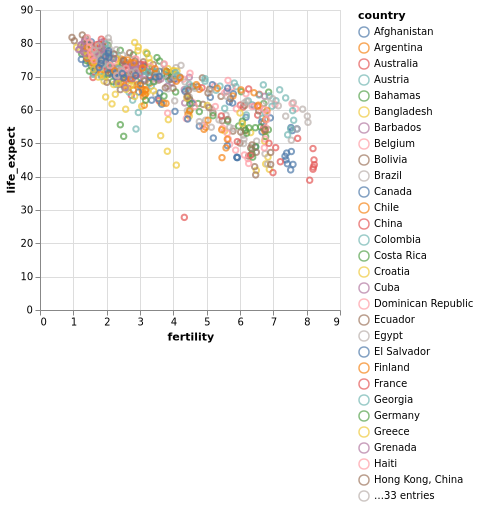 90
80
70
60
50
40
30
20
10
0
life_expect
0 1 2 3 4 5 6 7 8 9
fertility
country
Afghanistan
Argentina
Australia
Austria
Bahamas
Bangladesh
Barbados
Belgium
Bolivia
Brazil
Canada
Chile
China
Colombia
Costa Rica
Croatia
Cuba
Dominican Republic
Ecuador
Egypt
El Salvador
Finland
France
Georgia
Germany
Greece
Grenada
Haiti
Hong Kong, China
…33 entries